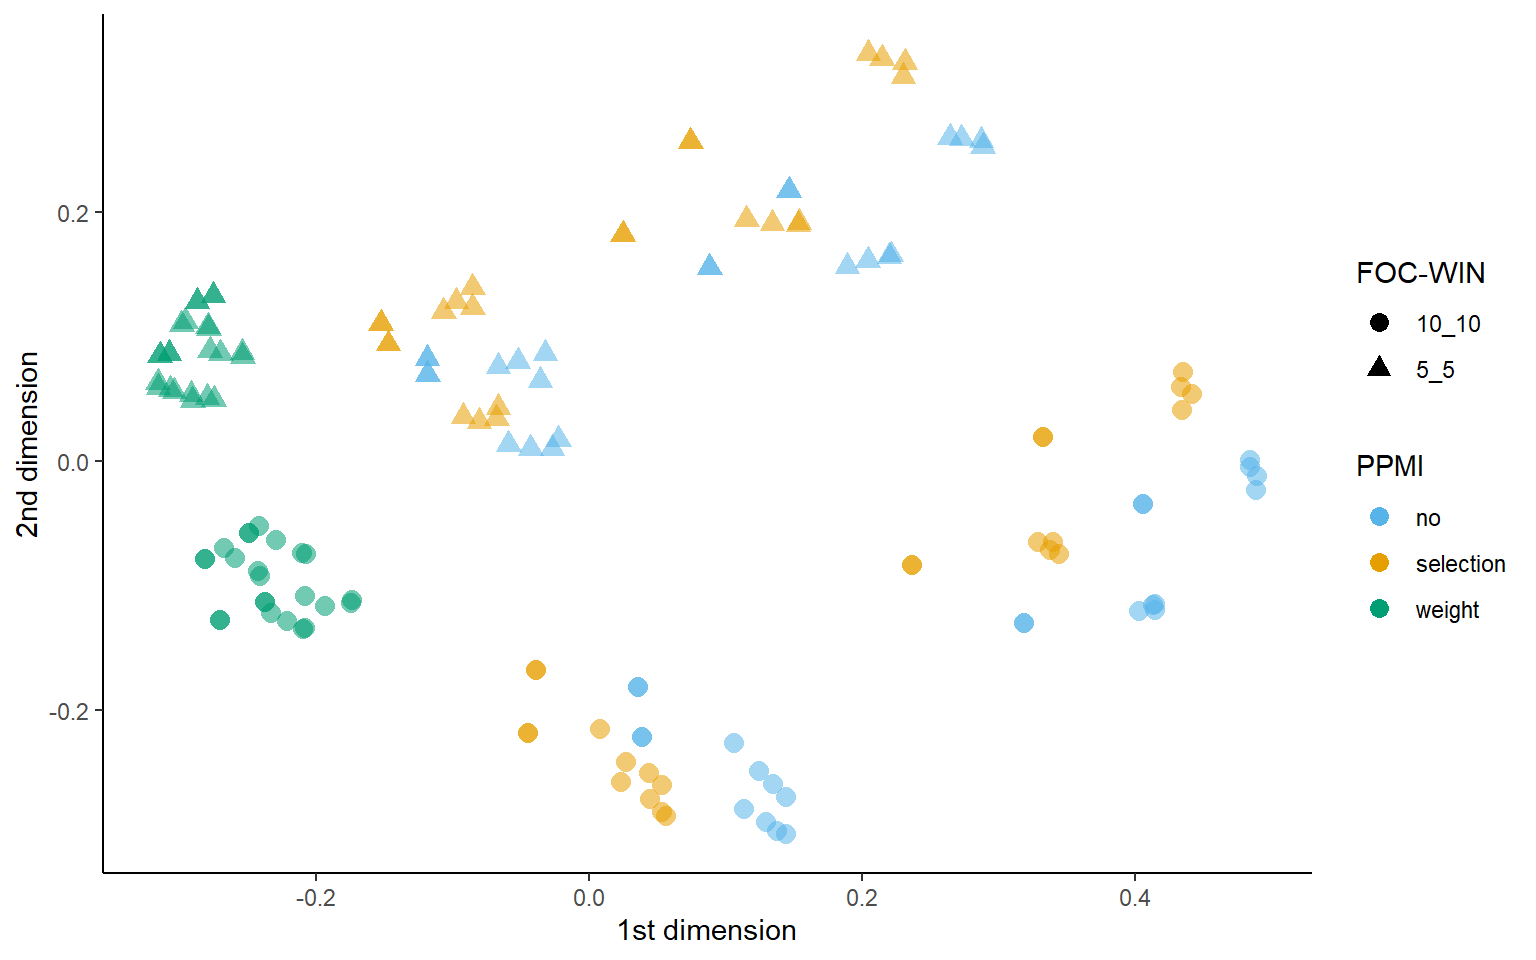 2nd dimension
0.2
0.0
-0.2
-0.2
0.0
0.2
0.4
1st dimension
FOC-WIN
10_10
5_5
PPMI
no
selection
weight